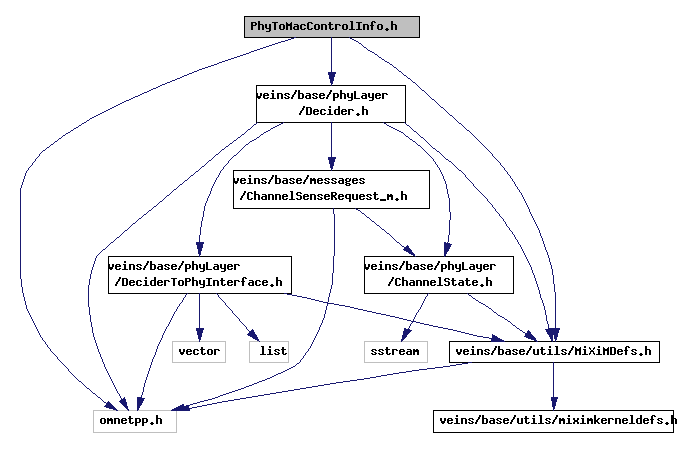 PhyToMacControlInfo.h
veins/base/phyLayer
/Decider.h
veins/base/messages
/ChannelSenseRequest_m.h
veins/base/phyLayer
/DeciderToPhyInterface.h
veins/base/phyLayer
/ChannelState.h
vector
list
sstream
veins/base/utils/MiXiMDefs.h
omnetpp.h
veins/base/utils/miximkerneldefs.h